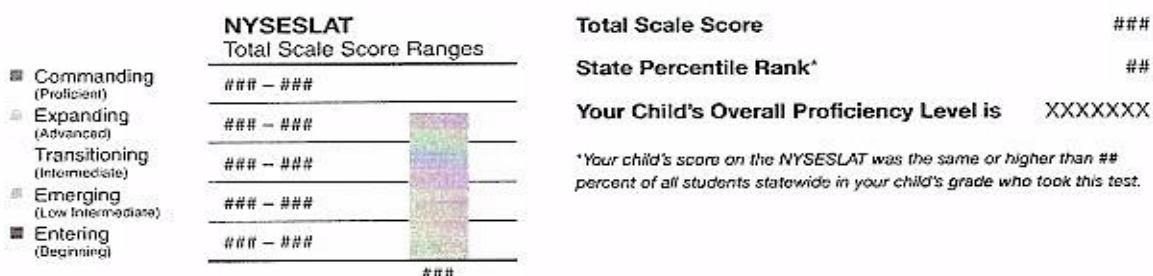 NYSESLAT
Total Scale Score Ranges
Commanding
(Proficient)
### – ###
Expanding
(Advanced)
### – ###
Transitioning
(Intermediate)
### – ###
Emerging
(Low Intermediate)
### – ###
Entering
(Beginning)
### – ###
###
Total Scale Score ###
State Percentile Rank* ##
Your Child's Overall Proficiency Level is XXXXXXX
*Your child's score on the NYSESLAT was the same or higher than ##
percent of all students statewide in your child's grade who took this test.